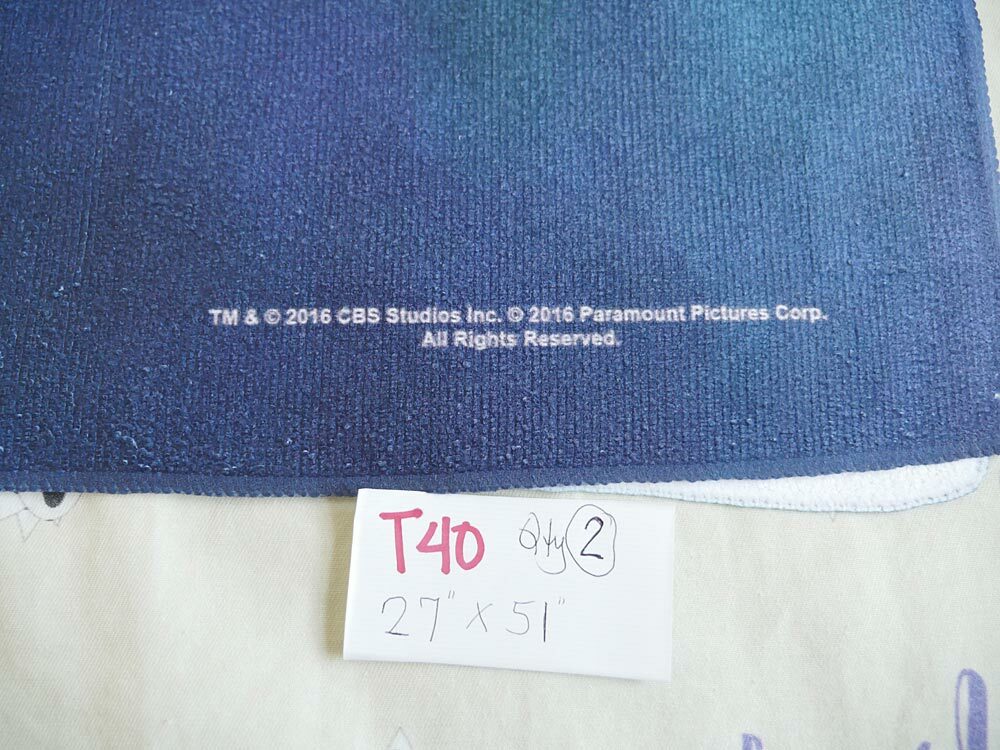 TM & © 2016 CBS Studios Inc. © 2016 Paramount Pictures Corp.
All Rights Reserved.
T40 Qty 2
27" x 51"